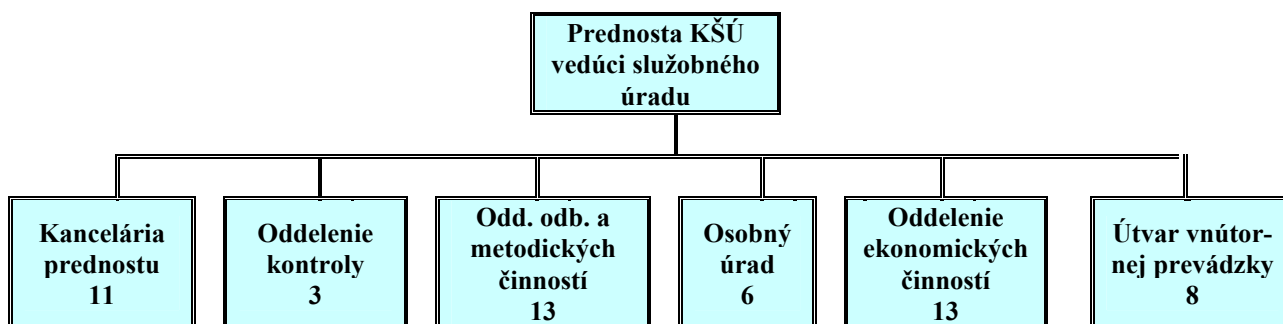 Prednosta KŠÚ
vedúci služobného
úradu
Kancelária
prednostu
11
Oddelenie
kontroly
3
Odd. odb. a
metodických
činností
13
Osobný
úrad
6
Oddelenie
ekonomických
činností
13
Útvar vnútor-
nej prevádzky
8